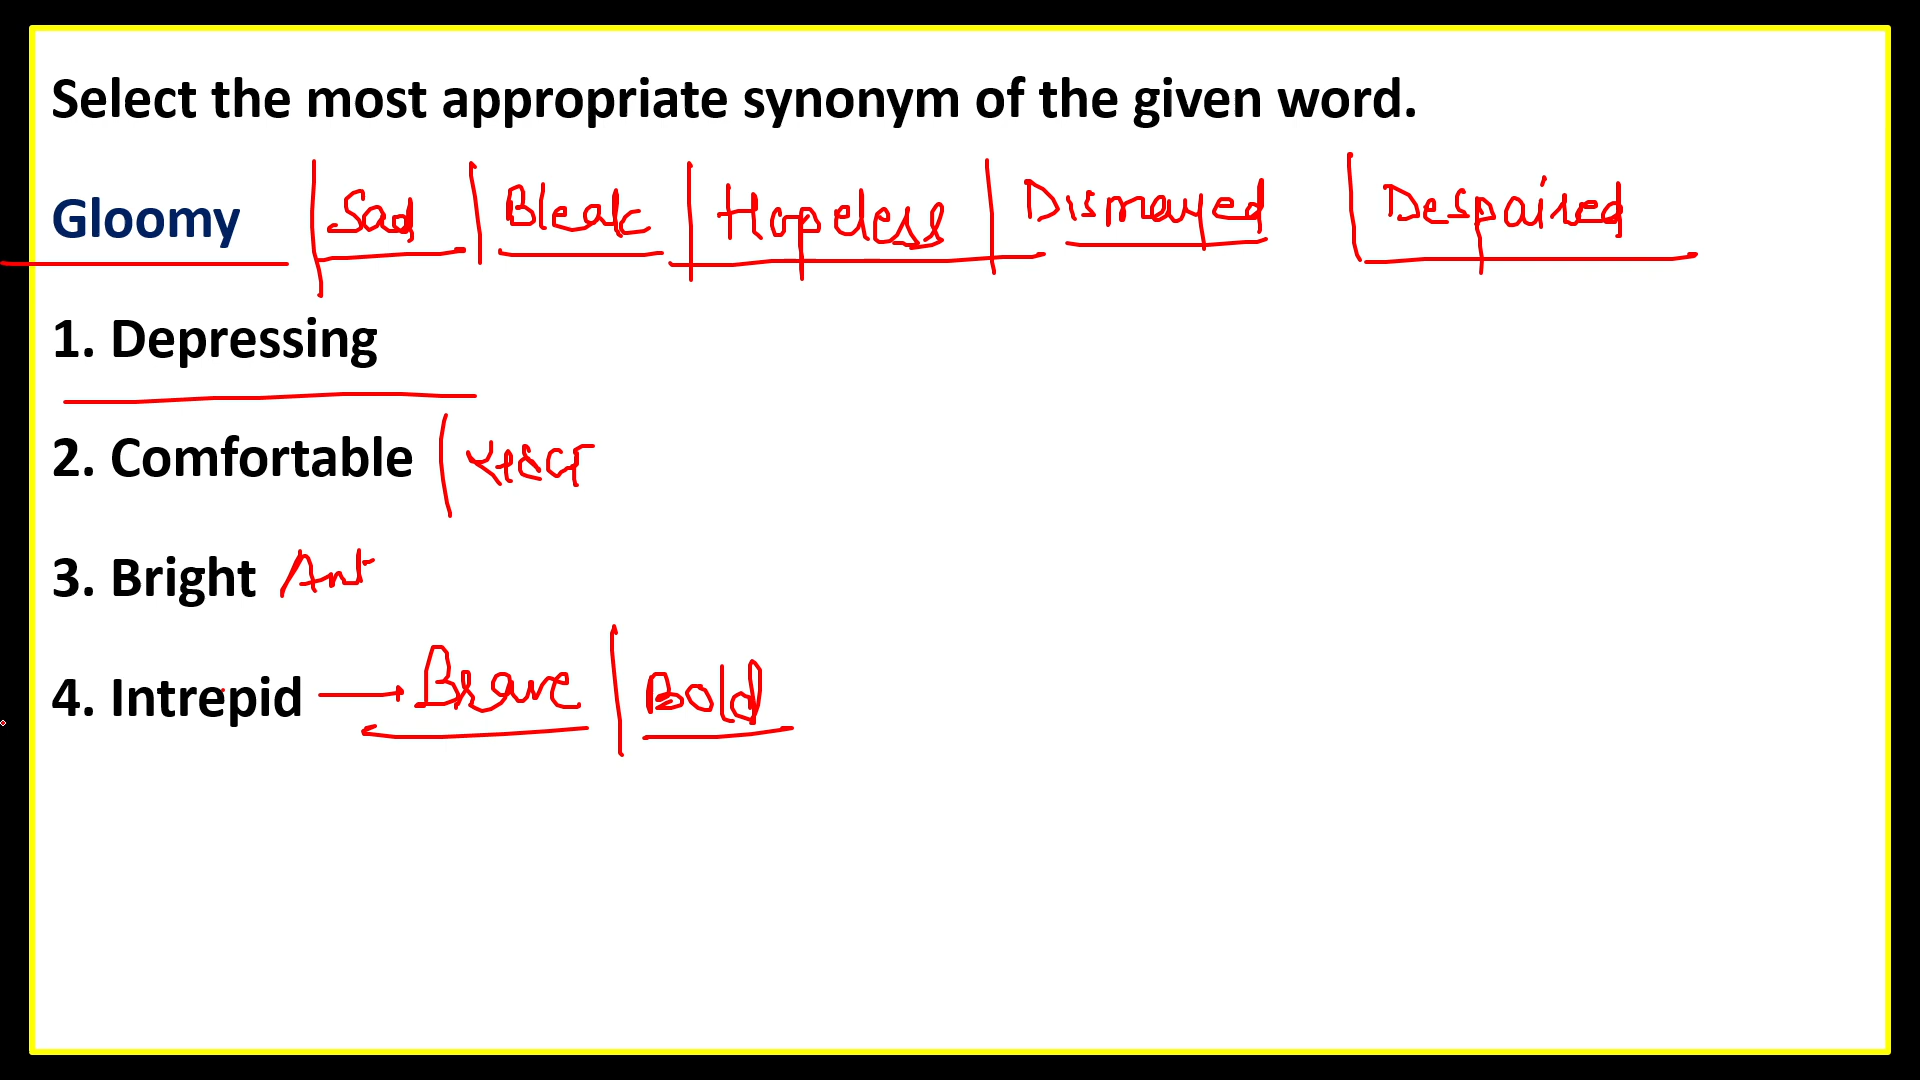 Select the most appropriate synonym of the given word.
Gloomy | Sad | Bleak | Hopeless | Dismayed | Despaired
1. Depressing
2. Comfortable |
3. Bright Ant
4. Intrepid → Brave | Bold